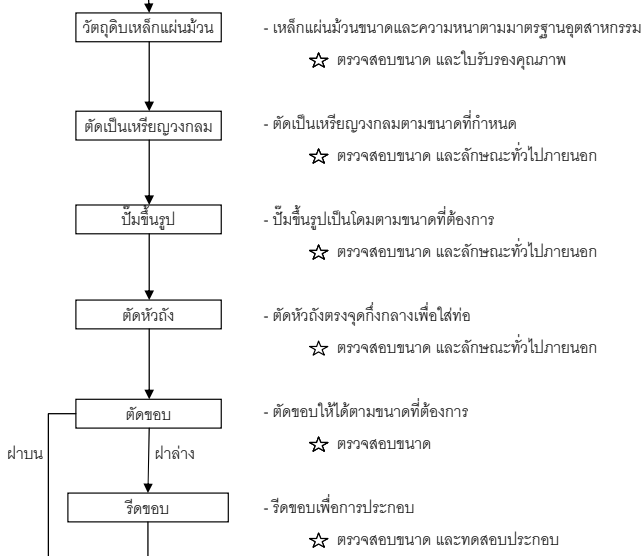 วัตถุดิบเหล็กแผ่นม้วน
- เหล็กแผ่นม้วนขนาดและความหนาตามมาตรฐานอุตสาหกรรม
☆ ตรวจสอบขนาด และใบรับรองคุณภาพ
ตัดเป็นเหรียญวงกลม
- ตัดเป็นเหรียญวงกลมตามขนาดที่กำหนด
☆ ตรวจสอบขนาด และลักษณะทั่วไปภายนอก
ปั๊มขึ้นรูป
- ปั๊มขึ้นรูปเป็นโดมตามขนาดที่ต้องการ
☆ ตรวจสอบขนาด และลักษณะทั่วไปภายนอก
ตัดหัวถัง
- ตัดหัวถังตรงจุดกึ่งกลางเพื่อใส่ท่อ
☆ ตรวจสอบขนาด และลักษณะทั่วไปภายนอก
ตัดขอบ
- ตัดขอบให้ได้ตามขนาดที่ต้องการ
☆ ตรวจสอบขนาด
ฝาบน
ฝาล่าง
รีดขอบ
- รีดขอบเพื่อการประกอบ
☆ ตรวจสอบขนาด และทดสอบประกอบ